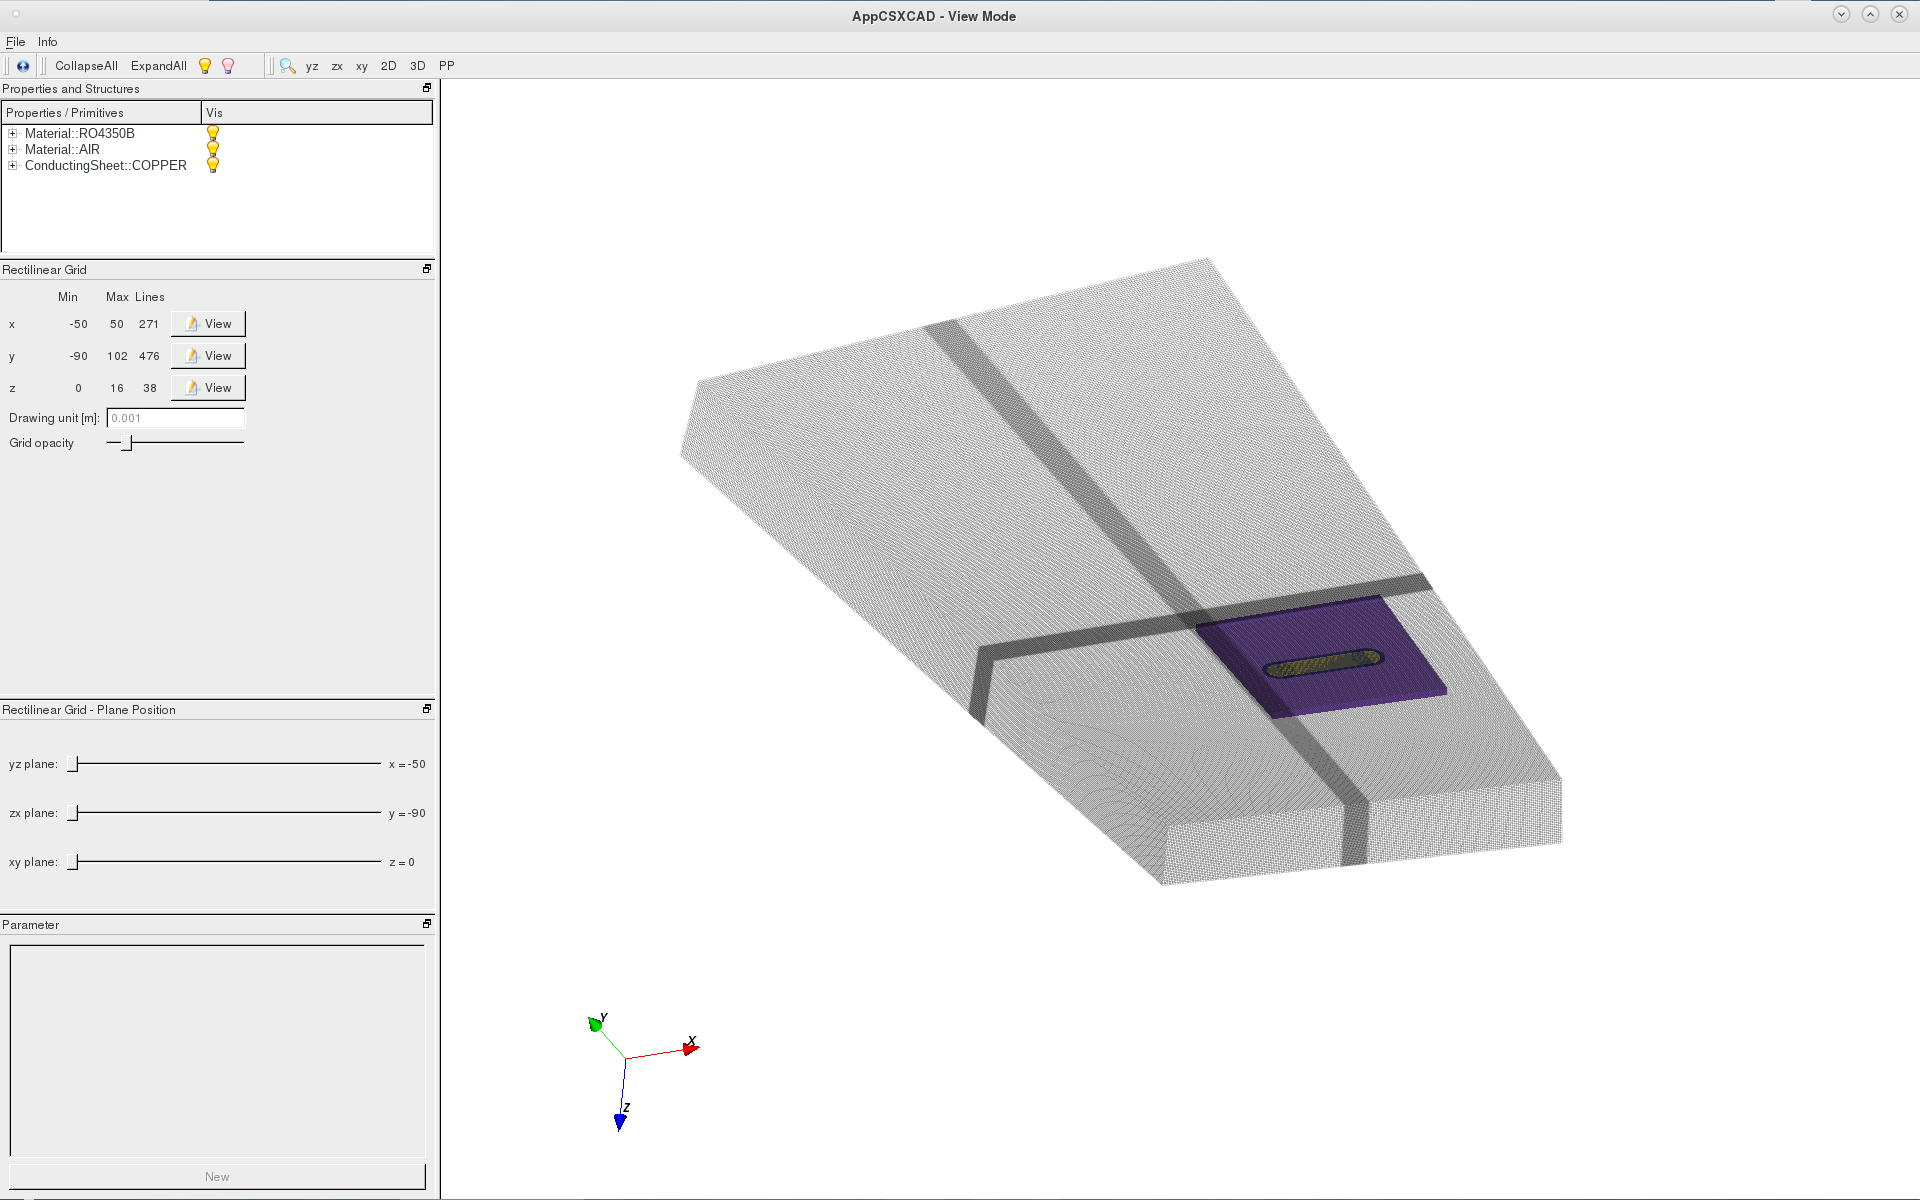 AppCSXCAD - View Mode
File Info
CollapseAll ExpandAll yz zx xy 2D 3D PP
Properties and Structures
Properties / Primitives Vis
Material::RO4350B
Material::AIR
ConductingSheet::COPPER
Rectilinear Grid
Min Max Lines
x -50 50 271 View
y -90 102 476 View
z 0 16 38 View
Drawing unit [m]: 0.001
Grid opacity
Rectilinear Grid - Plane Position
yz plane: x = -50
zx plane: y = -90
xy plane: z = 0
Parameter
New
Y
X
Z